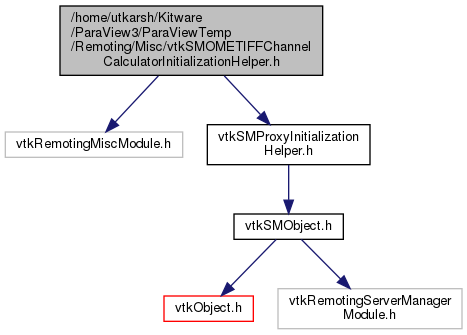 /home/utkarsh/Kitware
/ParaView3/ParaViewTemp
/Remoting/Misc/vtkSMOMETIFFChannel
CalculatorInitializationHelper.h
vtkRemotingMiscModule.h
vtkSMProxyInitialization
Helper.h
vtkSMObject.h
vtkObject.h
vtkRemotingServerManager
Module.h